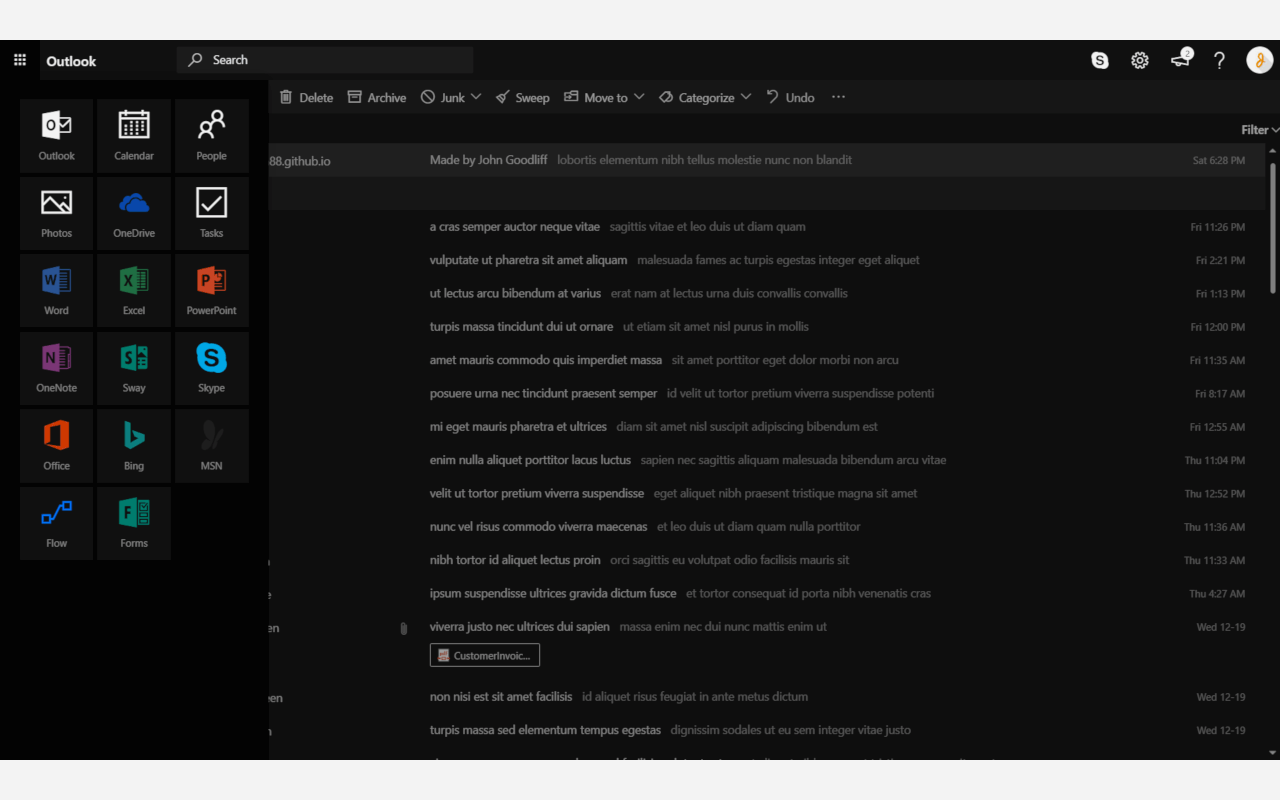 Outlook
Search
2
Delete Archive Junk Sweep Move to Categorize Undo
Filter
Outlook Calendar People
Photos OneDrive Tasks
Word Excel PowerPoint
OneNote Sway Skype
Office Bing MSN
Flow Forms
88.github.io Made by John Goodliff lobortis elementum nibh tellus molestie nunc non blandit Sat 6:28 PM
a cras semper auctor neque vitae sagittis vitae et leo duis ut diam quam Fri 11:26 PM
vulputate ut pharetra sit amet aliquam malesuada fames ac turpis egestas integer eget aliquet Fri 2:21 PM
ut lectus arcu bibendum at varius erat nam at lectus urna duis convallis convallis Fri 1:13 PM
turpis massa tincidunt dui ut ornare ut etiam sit amet nisl purus in mollis Fri 12:00 PM
amet mauris commodo quis imperdiet massa sit amet porttitor eget dolor morbi non arcu Fri 11:35 AM
posuere urna nec tincidunt praesent semper id velit ut tortor pretium viverra suspendisse potenti Fri 8:17 AM
mi eget mauris pharetra et ultrices diam sit amet nisl suscipit adipiscing bibendum est Fri 12:55 AM
enim nulla aliquet porttitor lacus luctus sapien nec sagittis aliquam malesuada bibendum arcu vitae Thu 11:04 PM
velit ut tortor pretium viverra suspendisse eget aliquet nibh praesent tristique magna sit amet Thu 12:52 PM
nunc vel risus commodo viverra maecenas et leo duis ut diam quam nulla porttitor Thu 11:36 AM
nibh tortor id aliquet lectus proin orci sagittis eu volutpat odio facilisis mauris sit Thu 11:33 AM
ipsum suspendisse ultrices gravida dictum fusce et tortor consequat id porta nibh venenatis cras Thu 4:27 AM
en viverra justo nec ultrices dui sapien massa enim nec dui nunc mattis enim ut Wed 12-19
CustomerInvoic...
een non nisi est sit amet facilisis id aliquet risus feugiat in ante metus dictum Wed 12-19
turpis massa sed elementum tempus egestas dignissim sodales ut eu sem integer vitae justo Wed 12-19